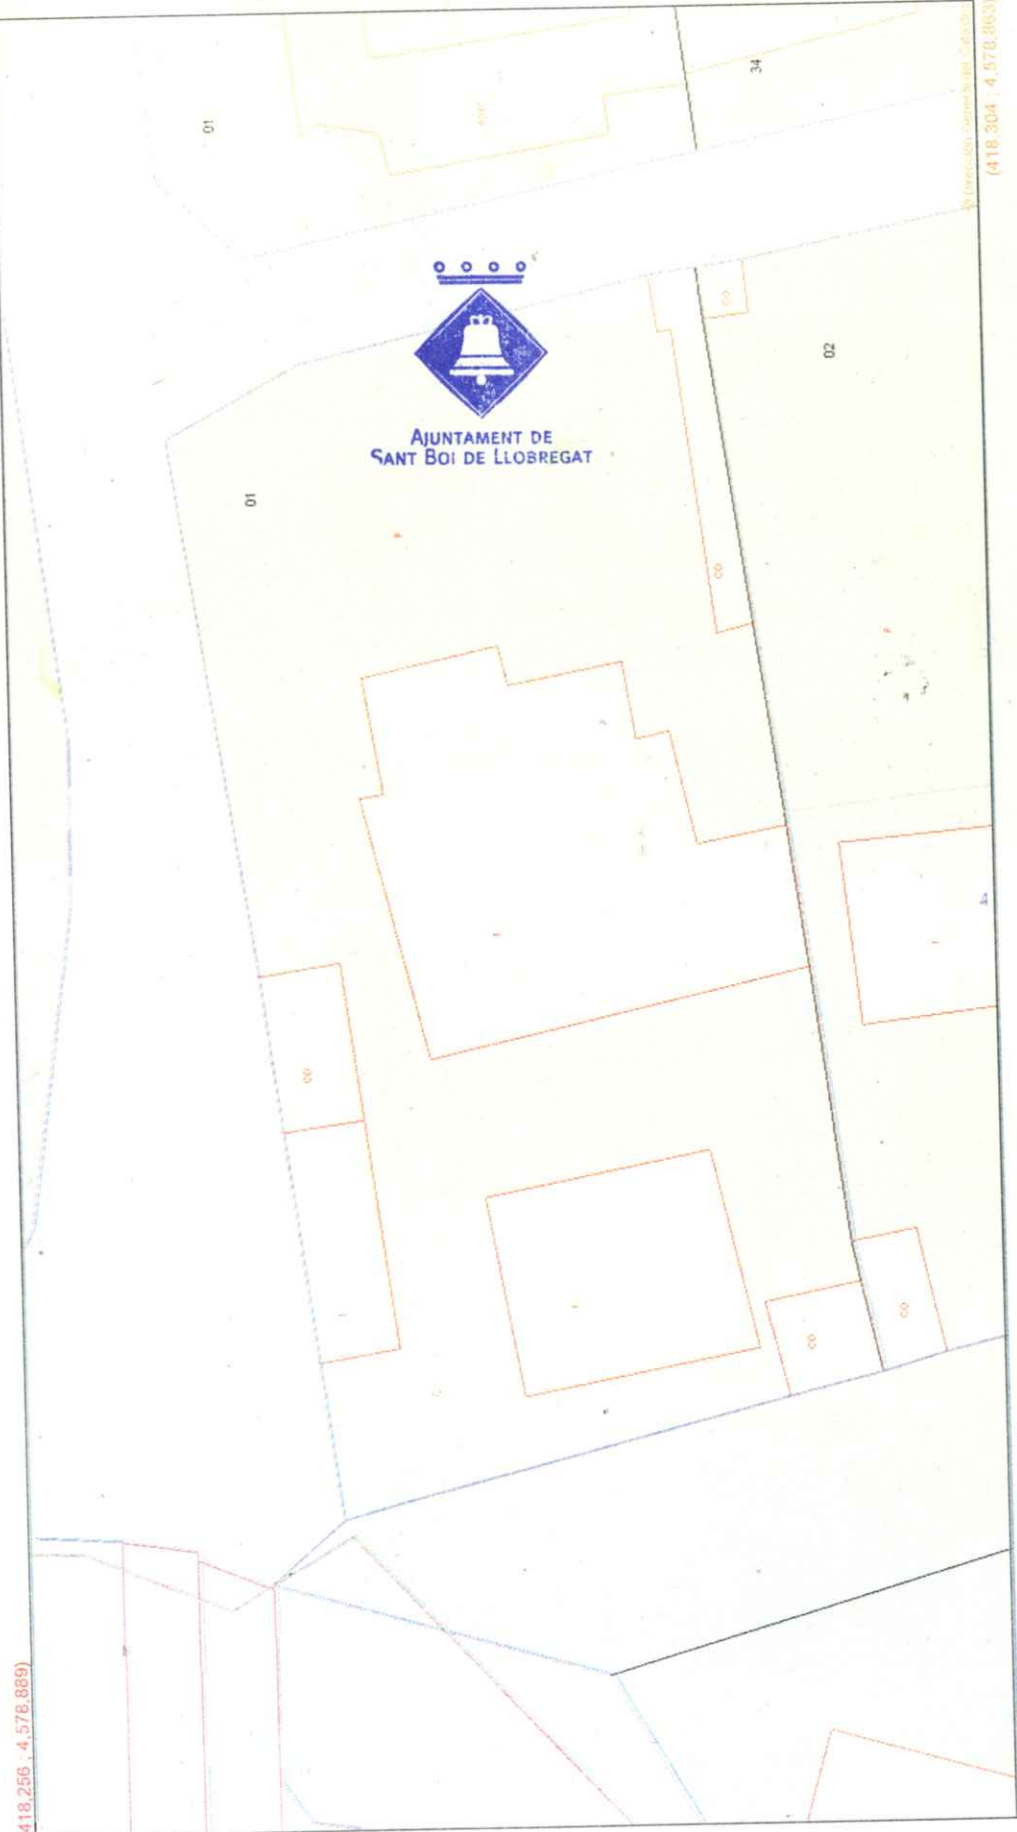 01
34
(418.304 ; 4.578.863)
CO
02
AJUNTAMENT DE
SANT BOI DE LLOBREGAT
01
P
CO
P
I
I
CO
I
I
CO
CO
418,256 ; 4,578,889)